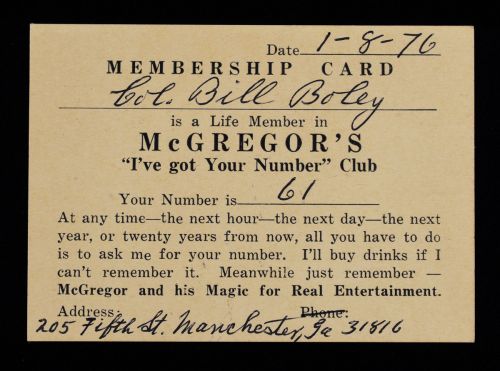 Date 1-8-76
MEMBERSHIP CARD
Col. Bill Boley
is a Life Member in
McGREGOR'S
"I've got Your Number" Club
Your Number is 61
At any time—the next hour—the next day—the next
year, or twenty years from now, all you have to do
is to ask me for your number. I'll buy drinks if I
can't remember it. Meanwhile just remember —
McGregor and his Magic for Real Entertainment.
Address: Phone:
205 Fifth St. Manchester, Ga 31816